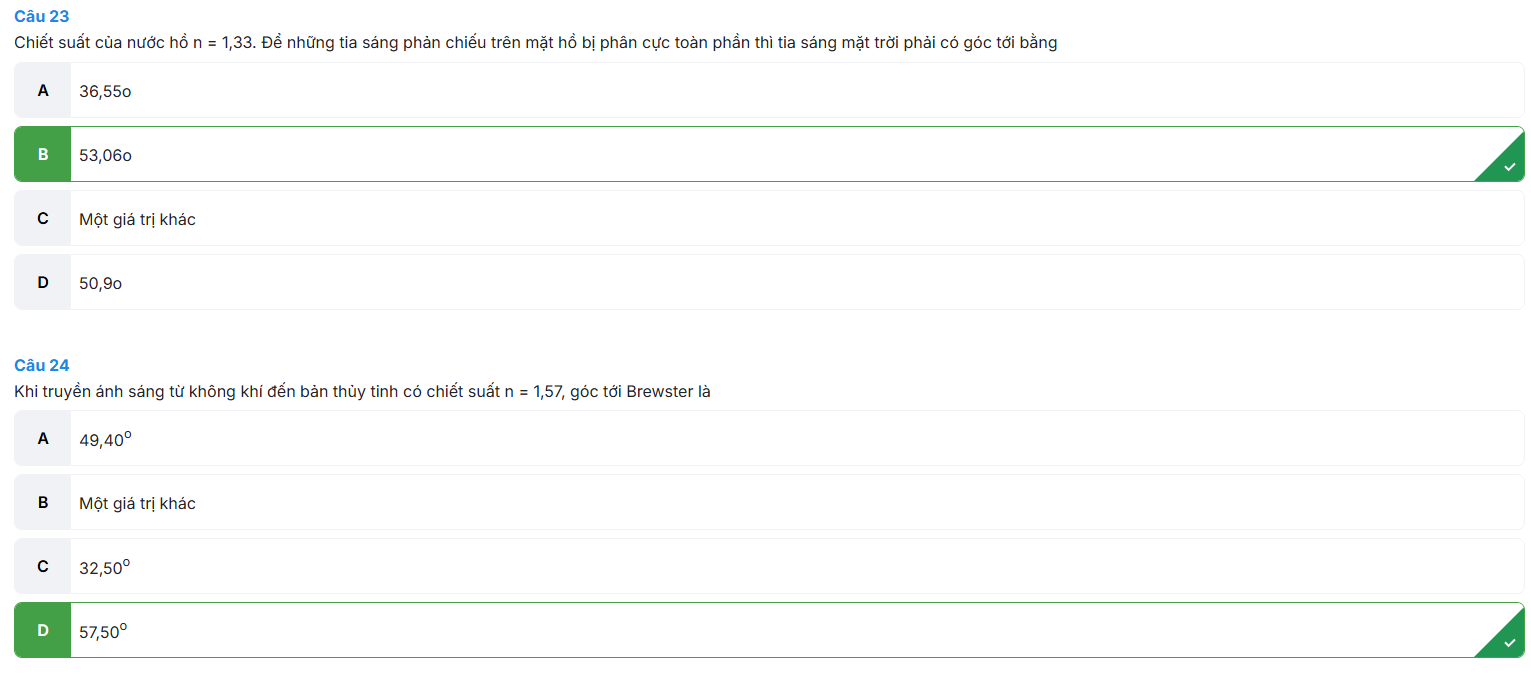 Câu 23
Chiết suất của nước hồ n = 1,33. Để những tia sáng phản chiếu trên mặt hồ bị phân cực toàn phần thì tia sáng mặt trời phải có góc tới bằng
A 36,55o
B 53,06o
C Một giá trị khác
D 50,9o
Câu 24
Khi truyền ánh sáng từ không khí đến bản thủy tinh có chiết suất n = 1,57, góc tới Brewster là
A 49,40º
B Một giá trị khác
C 32,50º
D 57,50º